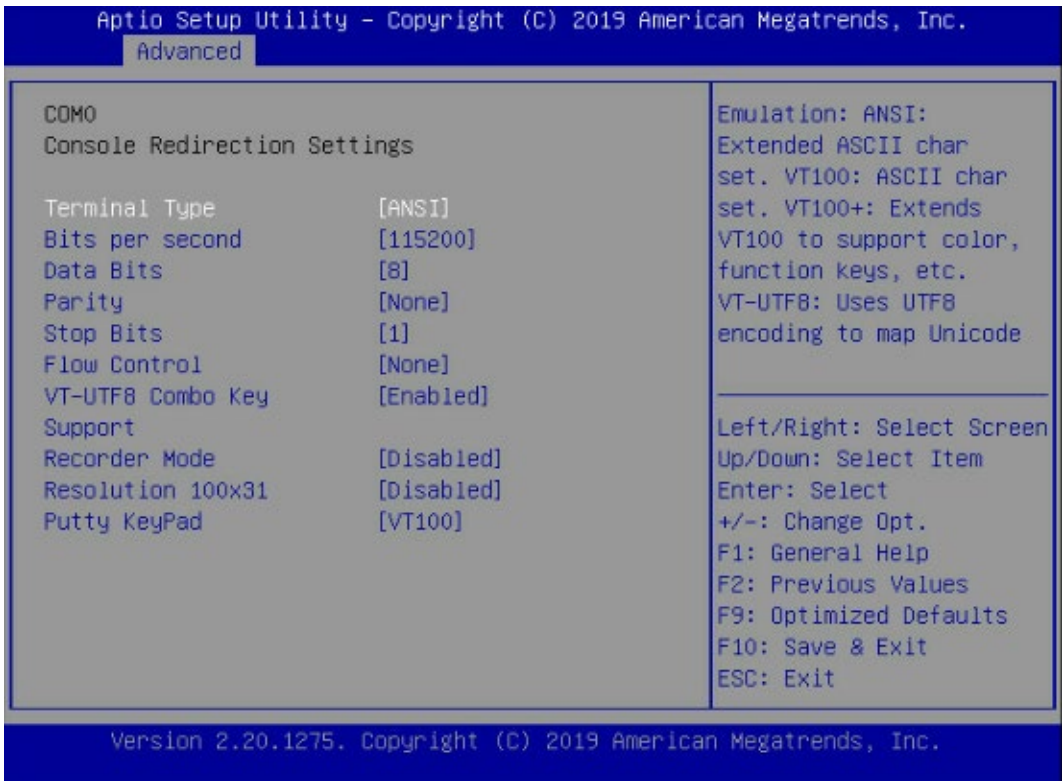 Aptio Setup Utility – Copyright (C) 2019 American Megatrends, Inc.
Advanced
COM0
Console Redirection Settings
Terminal Type [ANSI]
Bits per second [115200]
Data Bits [8]
Parity [None]
Stop Bits [1]
Flow Control [None]
VT-UTF8 Combo Key [Enabled]
Support
Recorder Mode [Disabled]
Resolution 100x31 [Disabled]
Putty KeyPad [VT100]
Emulation: ANSI:
Extended ASCII char
set. VT100: ASCII char
set. VT100+: Extends
VT100 to support color,
function keys, etc.
VT-UTF8: Uses UTF8
encoding to map Unicode
Left/Right: Select Screen
Up/Down: Select Item
Enter: Select
+/-: Change Opt.
F1: General Help
F2: Previous Values
F9: Optimized Defaults
F10: Save & Exit
ESC: Exit
Version 2.20.1275. Copyright (C) 2019 American Megatrends, Inc.